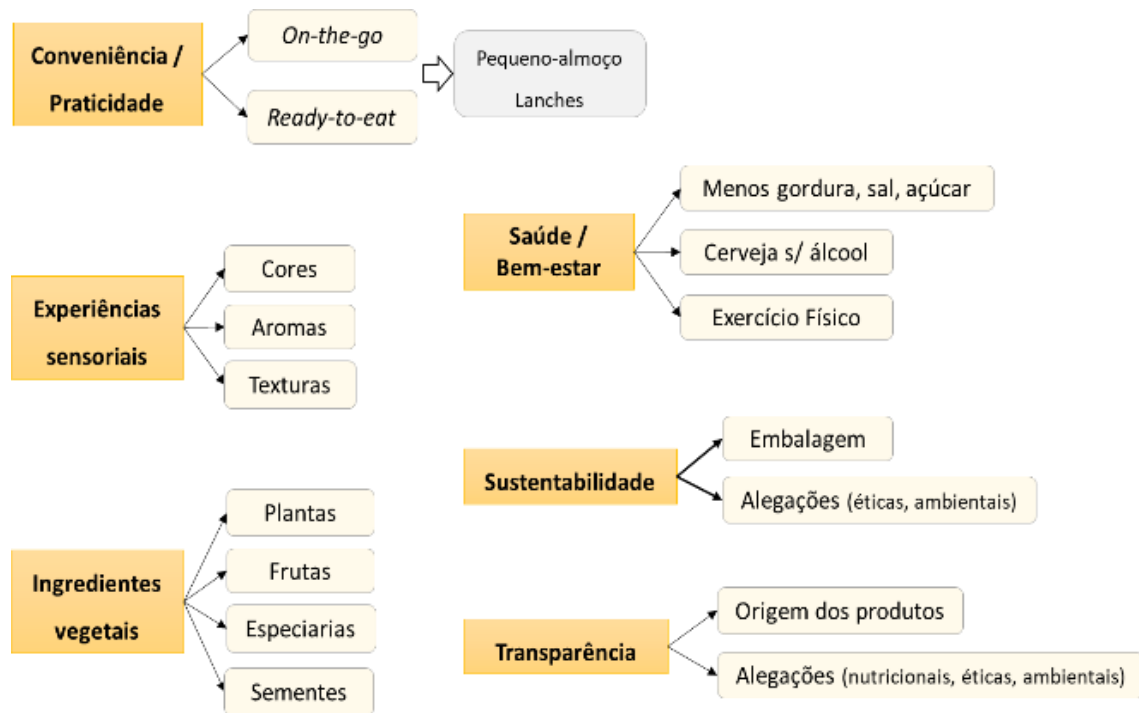 Conveniência /
Praticidade
On-the-go
Ready-to-eat
Pequeno-almoço
Lanches
Experiências
sensoriais
Cores
Aromas
Texturas
Ingredientes
vegetais
Plantas
Frutas
Especiarias
Sementes
Saúde /
Bem-estar
Menos gordura, sal, açúcar
Cerveja s/ álcool
Exercício Físico
Sustentabilidade
Embalagem
Alegações (éticas, ambientais)
Transparência
Origem dos produtos
Alegações (nutricionais, éticas, ambientais)